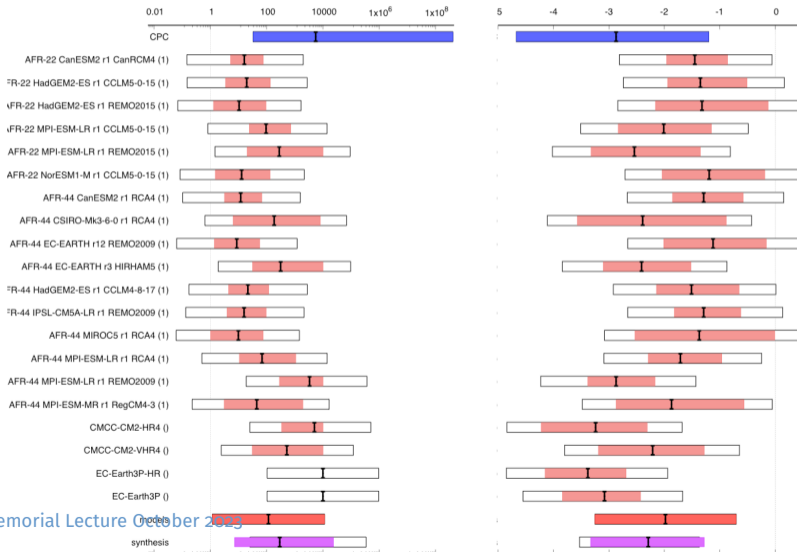 0.01 1 100 10000 1x10⁶ 1x10⁸ 5 -4 -3 -2 -1 0
CPC
AFR-22 CanESM2 r1 CanRCM4 (1)
FR-22 HadGEM2-ES r1 CCLM5-0-15 (1)
AFR-22 HadGEM2-ES r1 REMO2015 (1)
AFR-22 MPI-ESM-LR r1 CCLM5-0-15 (1)
AFR-22 MPI-ESM-LR r1 REMO2015 (1)
AFR-22 NorESM1-M r1 CCLM5-0-15 (1)
AFR-44 CanESM2 r1 RCA4 (1)
AFR-44 CSIRO-Mk3-6-0 r1 RCA4 (1)
AFR-44 EC-EARTH r12 REMO2009 (1)
AFR-44 EC-EARTH r3 HIRHAM5 (1)
FR-44 HadGEM2-ES r1 CCLM4-8-17 (1)
FR-44 IPSL-CM5A-LR r1 REMO2009 (1)
AFR-44 MIROC5 r1 RCA4 (1)
AFR-44 MPI-ESM-LR r1 RCA4 (1)
AFR-44 MPI-ESM-LR r1 REMO2009 (1)
AFR-44 MPI-ESM-MR r1 RegCM4-3 (1)
CMCC-CM2-HR4 ()
CMCC-CM2-VHR4 ()
EC-Earth3P-HR ()
EC-Earth3P ()
models
emorial Lecture October 2023
synthesis